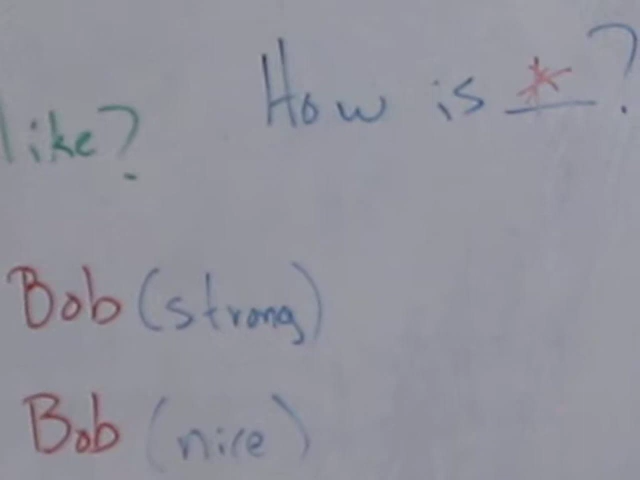 How is * ?
like?
Bob (strong)
Bob (nice)